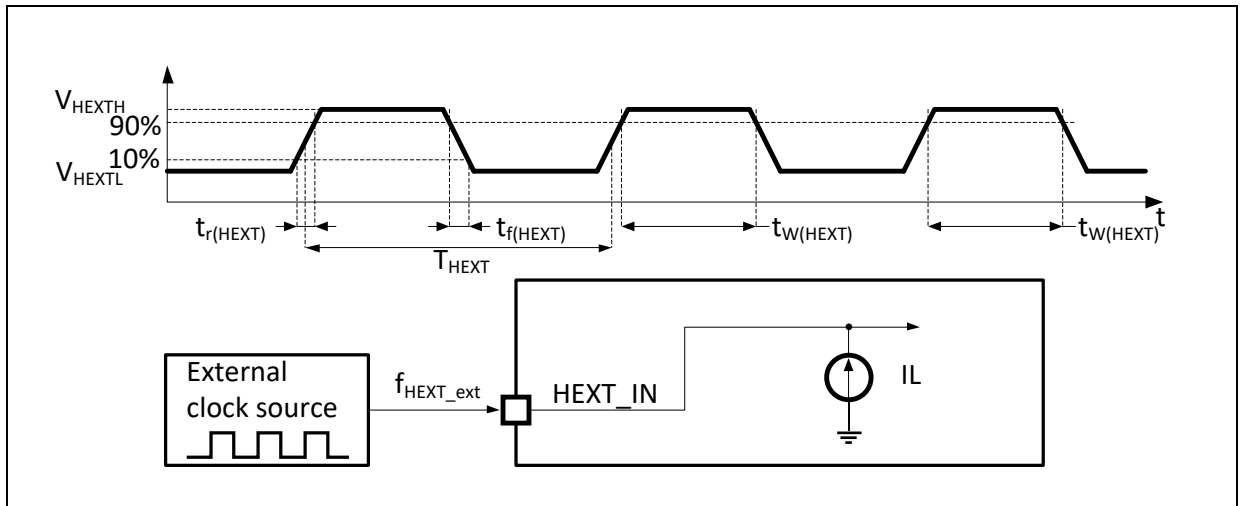 V_HEXTH
90%
10%
V_HEXTL
t
t_r(HEXT)
t_f(HEXT)
t_W(HEXT)
t_W(HEXT)
T_HEXT
External
clock source
f_HEXT_ext
HEXT_IN
IL